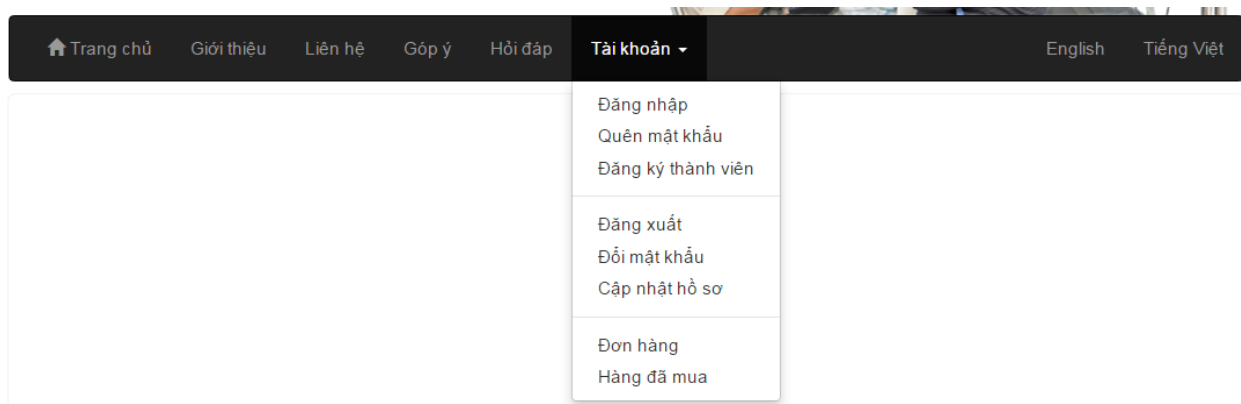 Trang chủ Giới thiệu Liên hệ Góp ý Hỏi đáp Tài khoản English Tiếng Việt
Đăng nhập
Quên mật khẩu
Đăng ký thành viên
Đăng xuất
Đổi mật khẩu
Cập nhật hồ sơ
Đơn hàng
Hàng đã mua